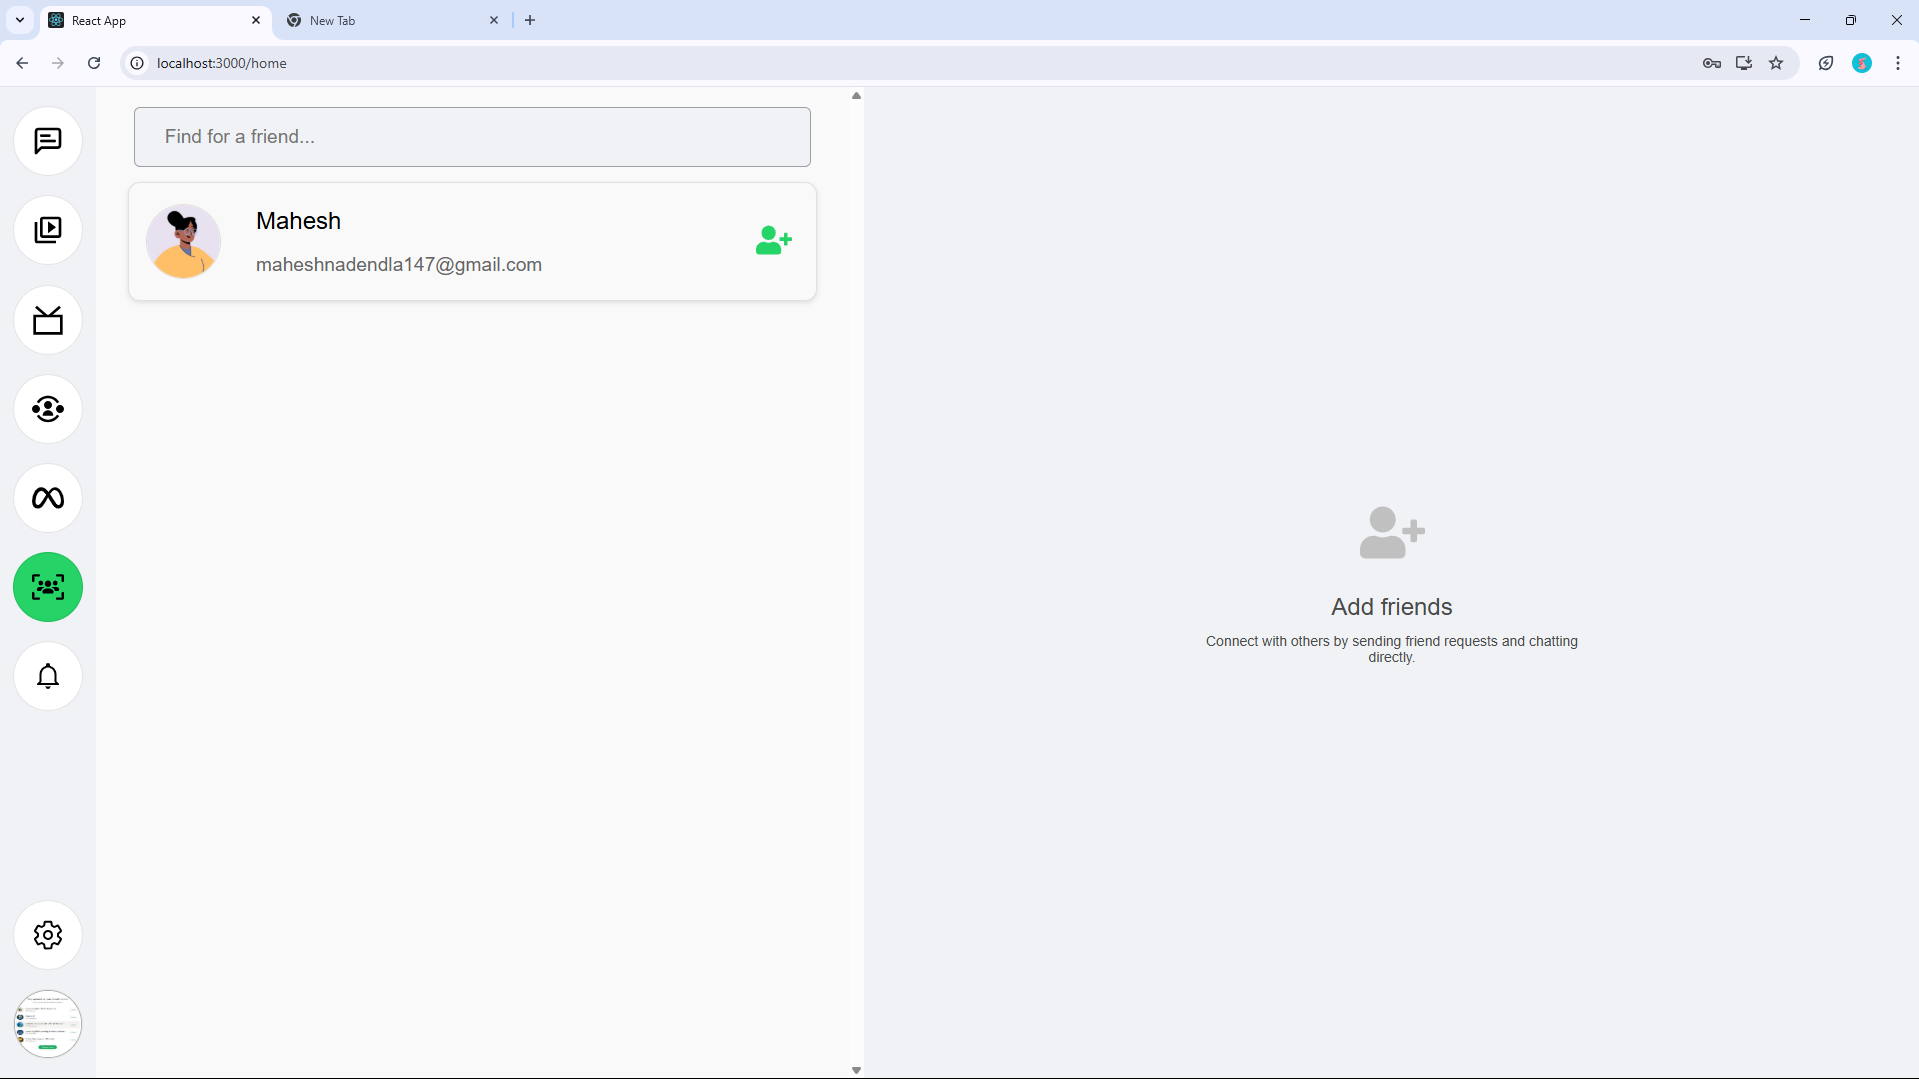 React App
New Tab
localhost:3000/home
Find for a friend...
Mahesh
maheshnadendla147@gmail.com
Add friends
Connect with others by sending friend requests and chatting
directly.